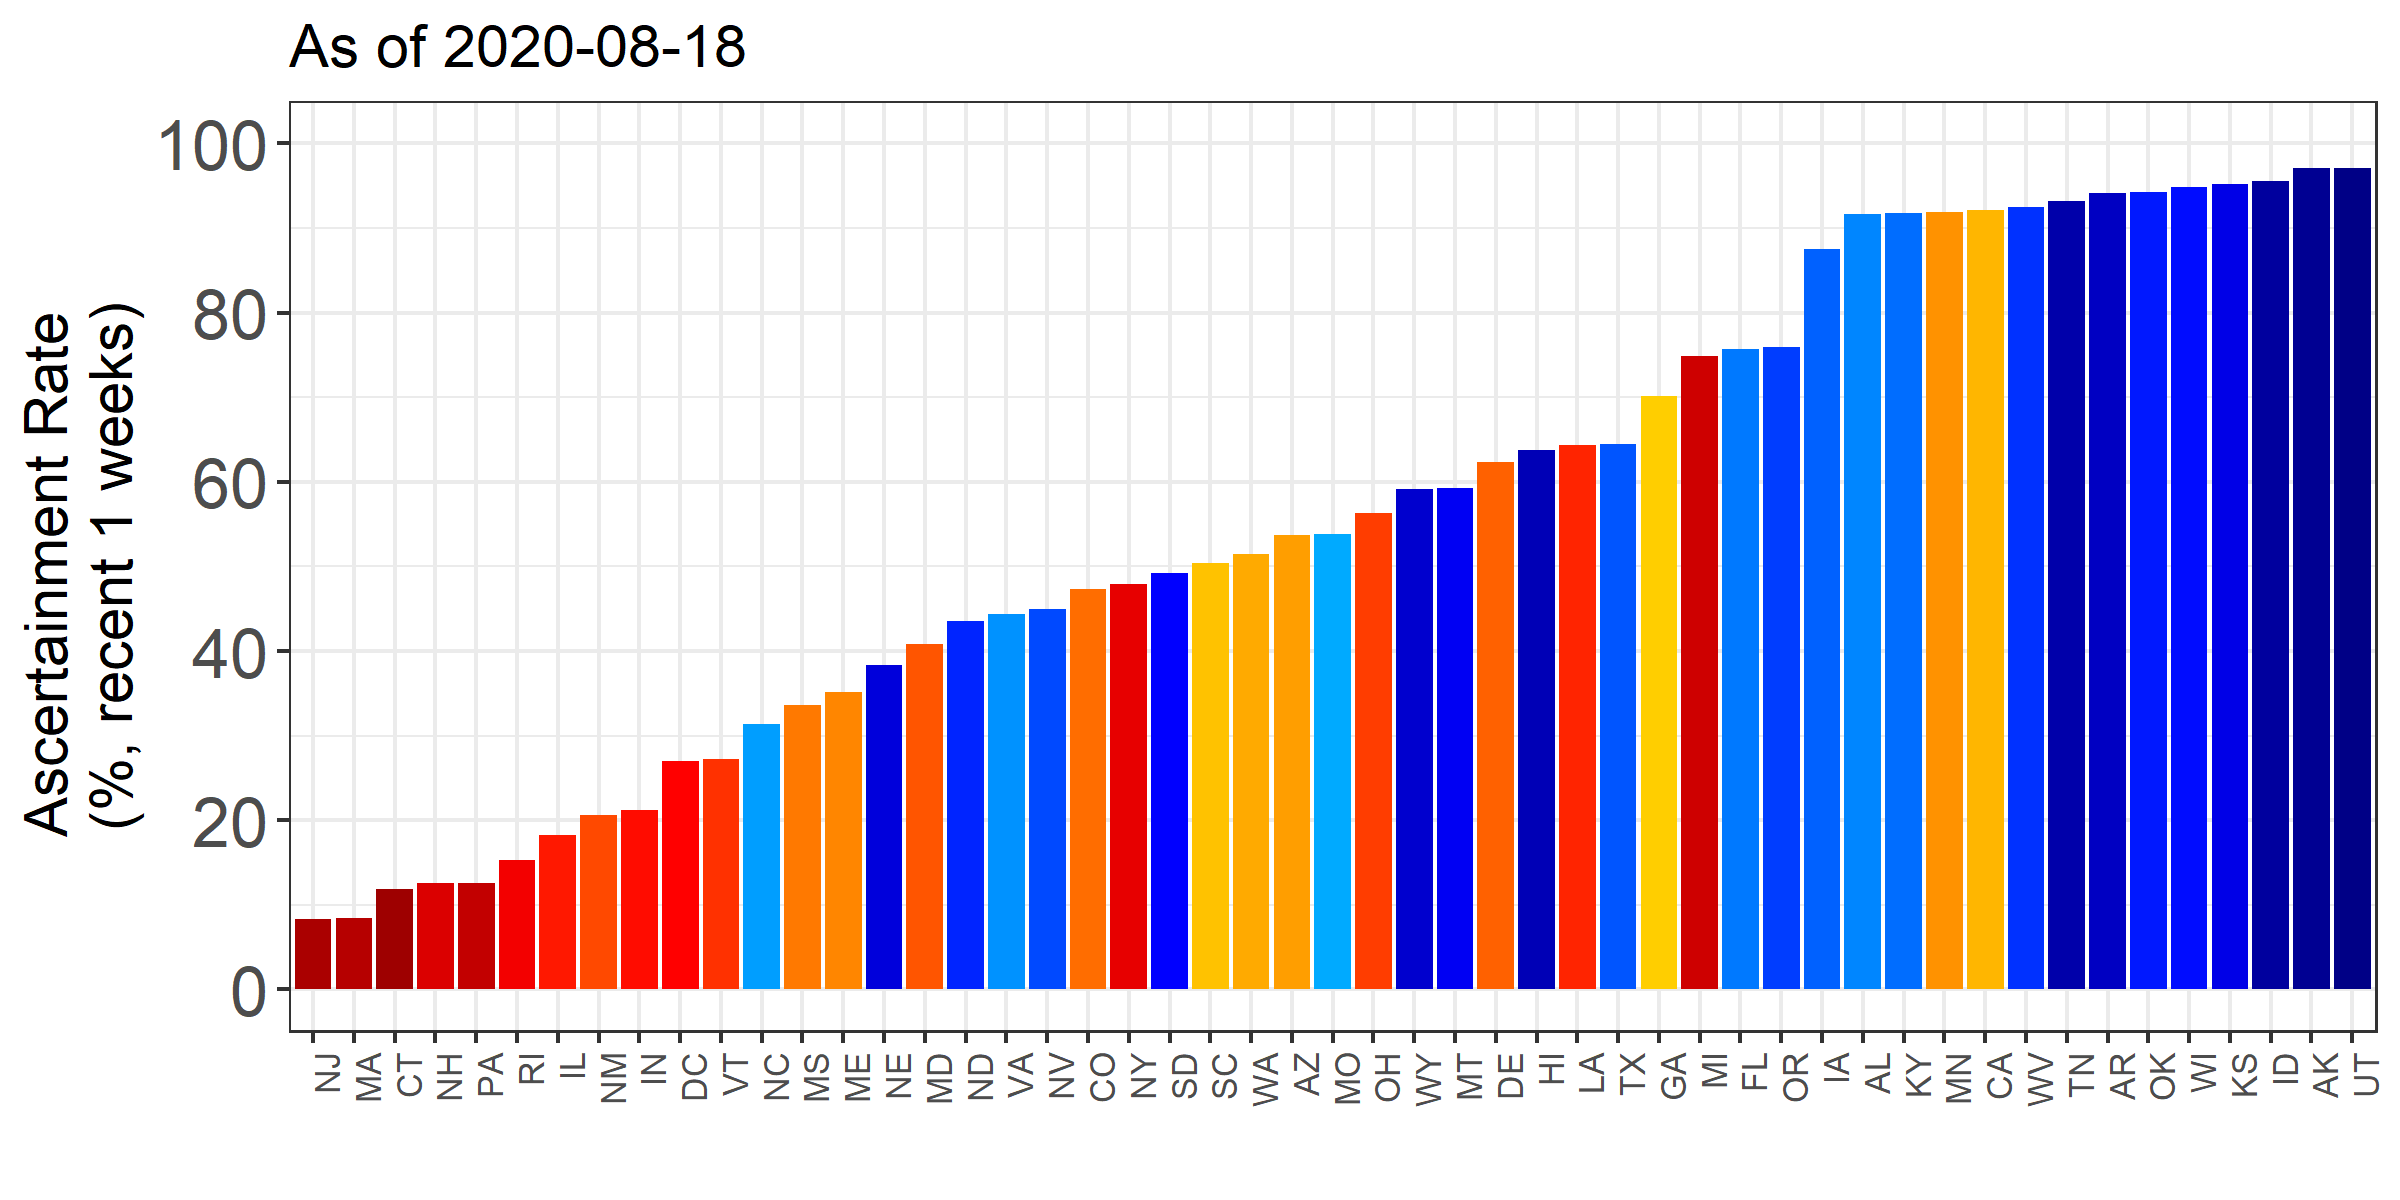 As of 2020-08-18
Ascertainment Rate
(%, recent 1 weeks)
100
80
60
40
20
0
NJ
MA
CT
NH
PA
RI
IL
NM
IN
DC
VT
NC
MS
ME
NE
MD
ND
VA
NV
CO
NY
SD
SC
WA
AZ
MO
OH
WY
MT
DE
HI
LA
TX
GA
MI
FL
OR
IA
AL
KY
MN
CA
WV
TN
AR
OK
WI
KS
ID
AK
UT